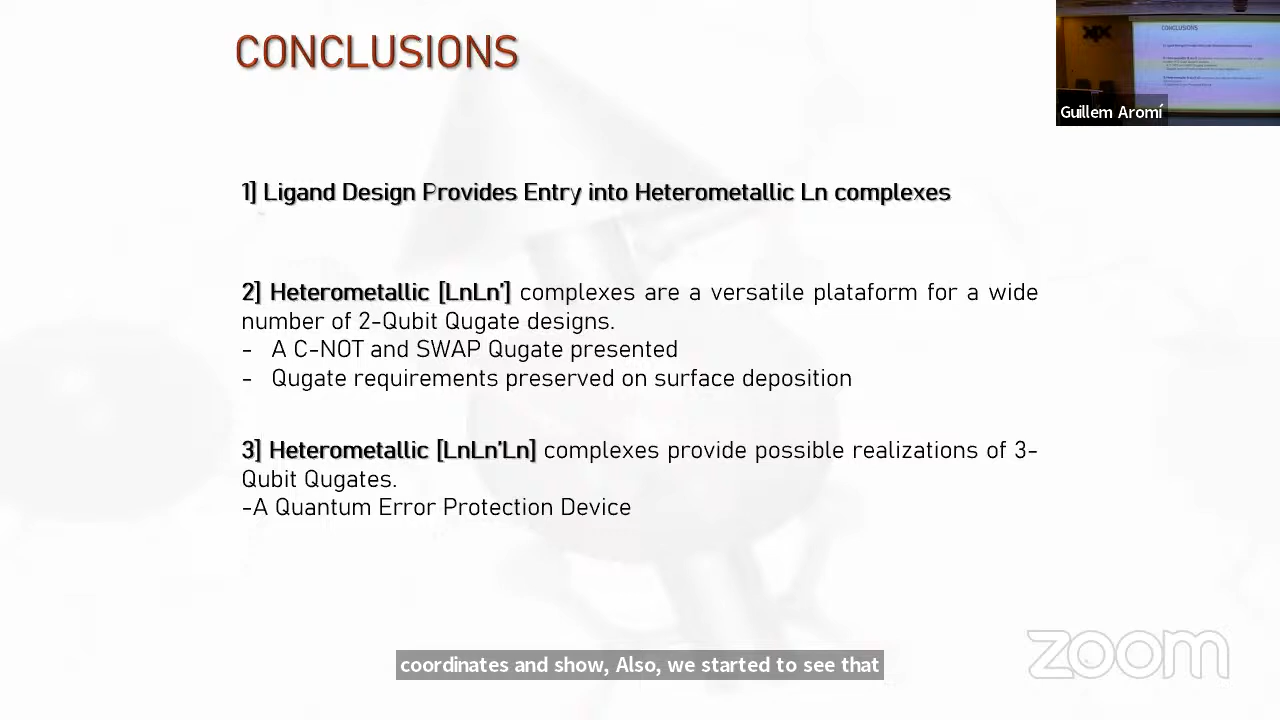 CONCLUSIONS
CONCLUSIONS
Guillem Aromí
1] Ligand Design Provides Entry into Heterometallic Ln complexes
2] Heterometallic [LnLn'] complexes are a versatile plataform for a wide
number of 2-Qubit Qugate designs.
- A C-NOT and SWAP Qugate presented
- Qugate requirements preserved on surface deposition
3] Heterometallic [LnLn'Ln] complexes provide possible realizations of 3-
Qubit Qugates.
-A Quantum Error Protection Device
coordinates and show, Also, we started to see that
zoom